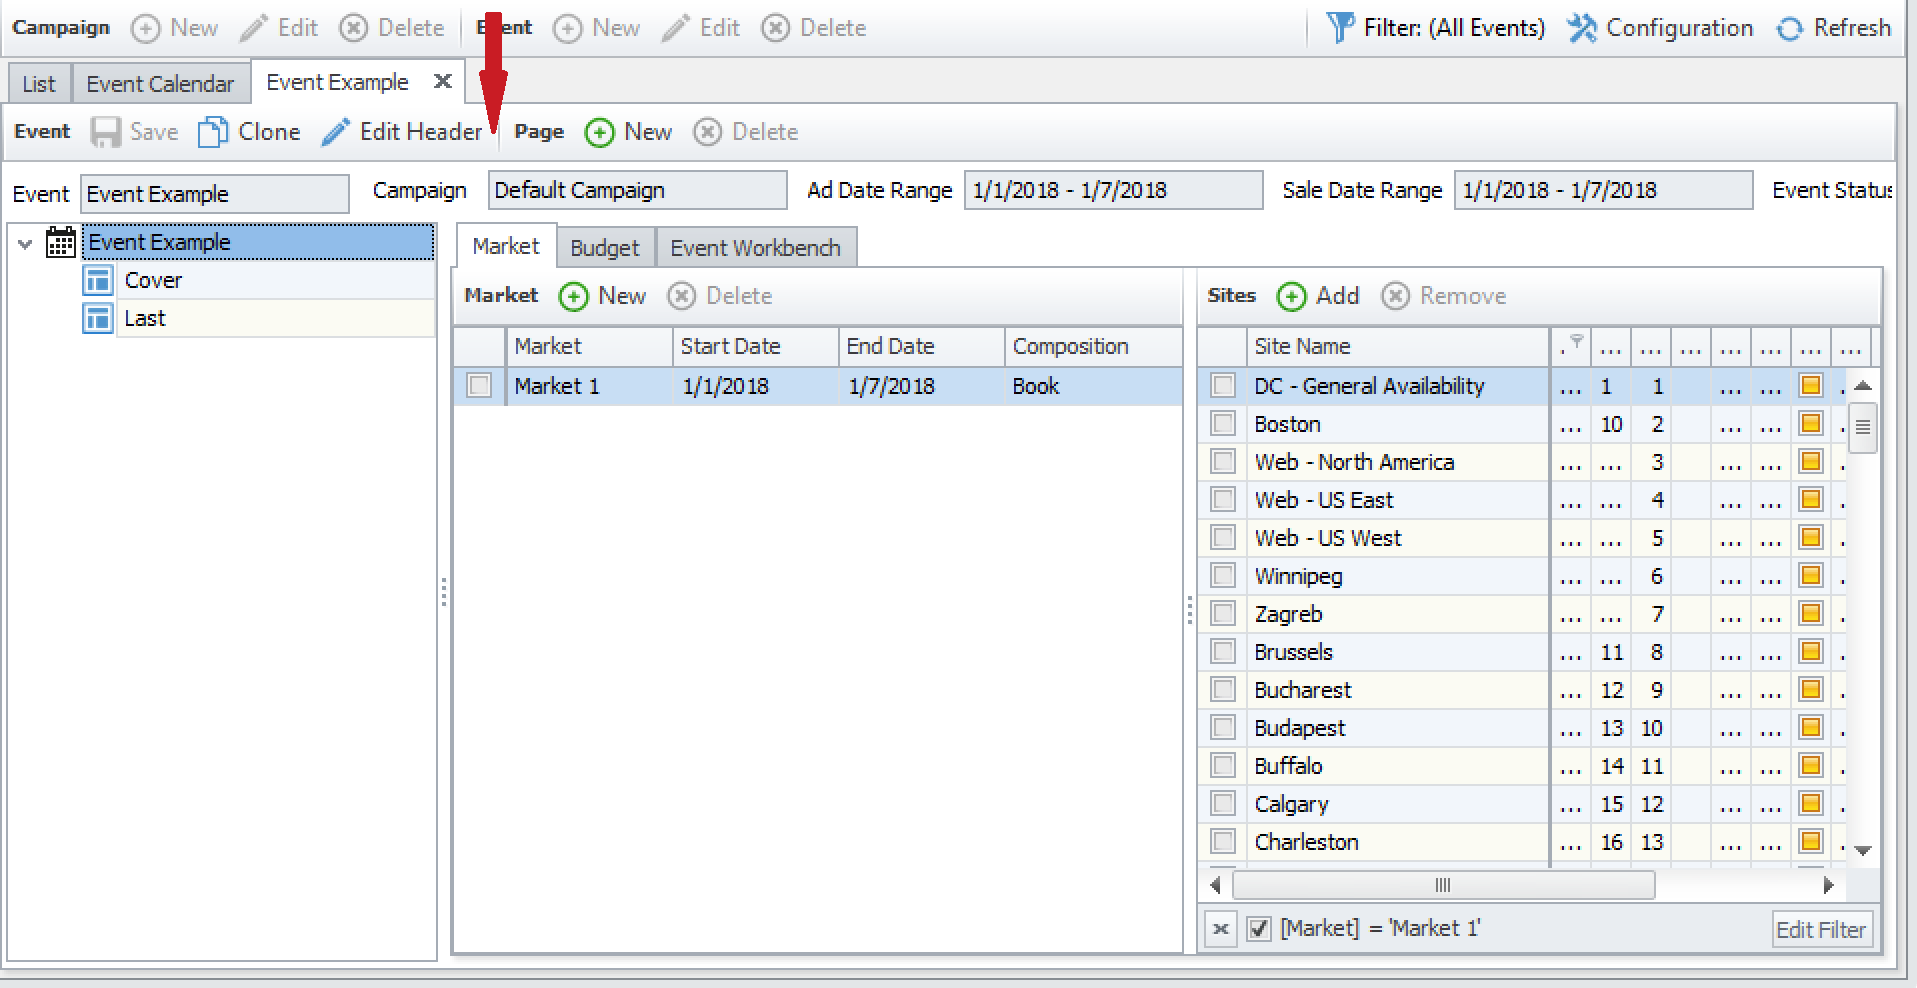 Campaign New Edit Delete Event New Edit Delete Filter: (All Events) Configuration Refresh
List Event Calendar Event Example
Event Save Clone Edit Header Page New Delete
Event Event Example Campaign Default Campaign Ad Date Range 1/1/2018 - 1/7/2018 Sale Date Range 1/1/2018 - 1/7/2018 Event Status
Event Example
Cover
Last
Market Budget Event Workbench
Market New Delete
Market Start Date End Date Composition
Market 1 1/1/2018 1/7/2018 Book
Sites Add Remove
Site Name . ... ... ... ... ... ... ...
DC - General Availability ... 1 1 ... ... .
Boston ... 10 2 ... ... .
Web - North America ... ... 3 ... ... .
Web - US East ... ... 4 ... ... .
Web - US West ... ... 5 ... ... .
Winnipeg ... ... 6 ... ... .
Zagreb ... ... 7 ... ... .
Brussels ... 11 8 ... ... .
Bucharest ... 12 9 ... ... .
Budapest ... 13 10 ... ... .
Buffalo ... 14 11 ... ... .
Calgary ... 15 12 ... ... .
Charleston ... 16 13 ... ... .
[Market] = 'Market 1' Edit Filter